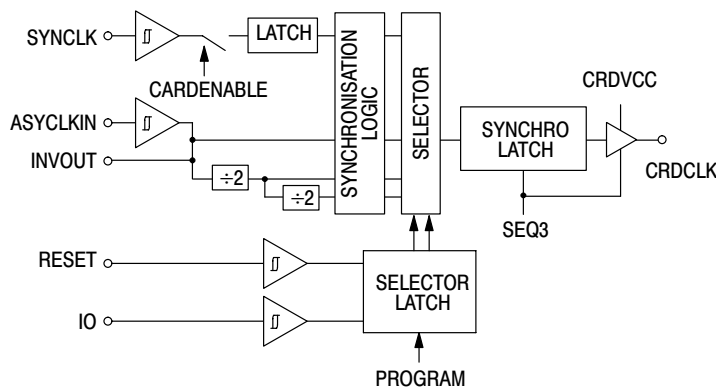 SYNCLK
LATCH
CARDENABLE
ASYCLKIN
INVOUT
÷2
÷2
SYNCHRONISATION
LOGIC
SELECTOR
SYNCHRO
LATCH
CRDVCC
CRDCLK
SEQ3
RESET
IO
SELECTOR
LATCH
PROGRAM